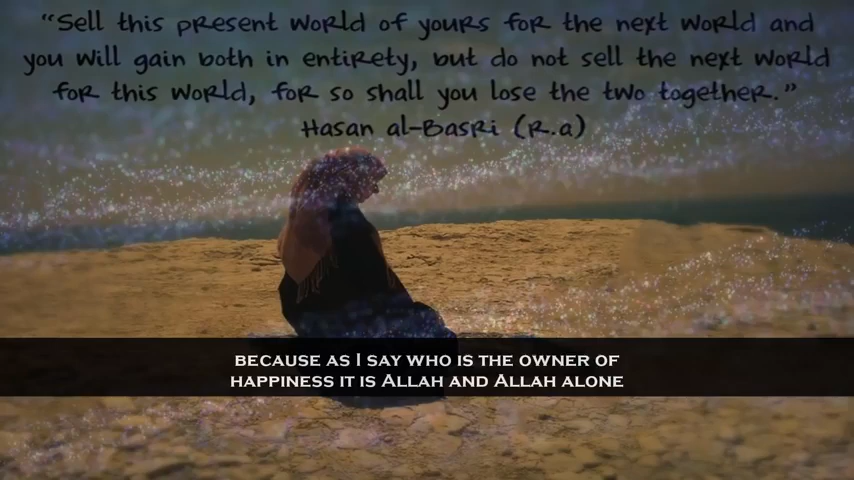 "Sell this present world of yours for the next world and
you will gain both in entirety, but do not sell the next world
for this world, for so shall you lose the two together."
Hasan al-Basri (R.a)
BECAUSE AS I SAY WHO IS THE OWNER OF
HAPPINESS IT IS ALLAH AND ALLAH ALONE